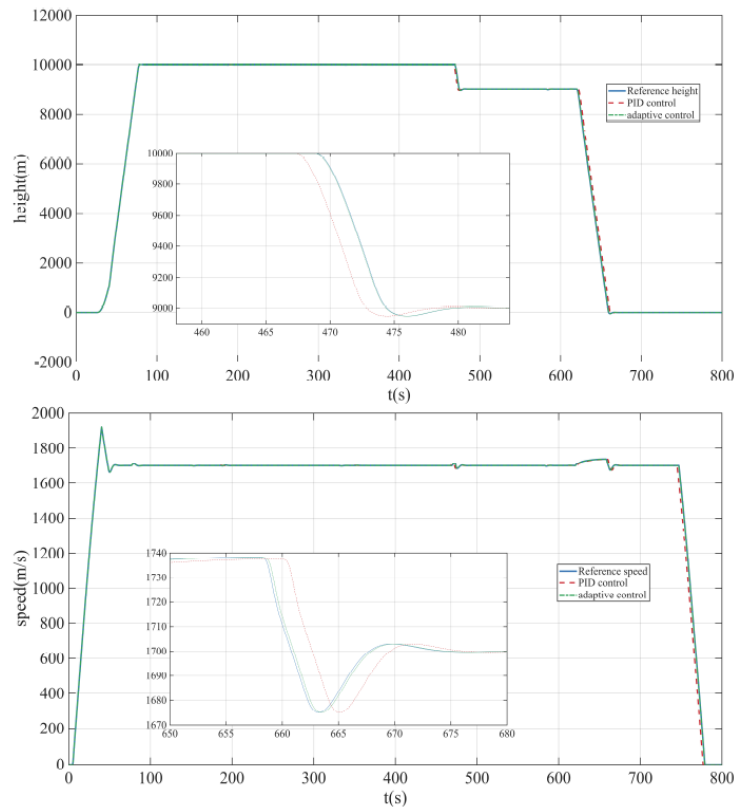 12000
10000
8000
6000
4000
2000
0
-2000
height(m)
Reference height
PID control
adaptive control
10000
9800
9600
9400
9200
9000
460 465 470 475 480
0 100 200 300 400 500 600 700 800
t(s)
2000
1800
1600
1400
1200
1000
800
600
400
200
0
speed(m/s)
Reference speed
PID control
adaptive control
1740
1730
1720
1710
1700
1690
1680
1670
650 655 660 665 670 675 680
0 100 200 300 400 500 600 700 800
t(s)